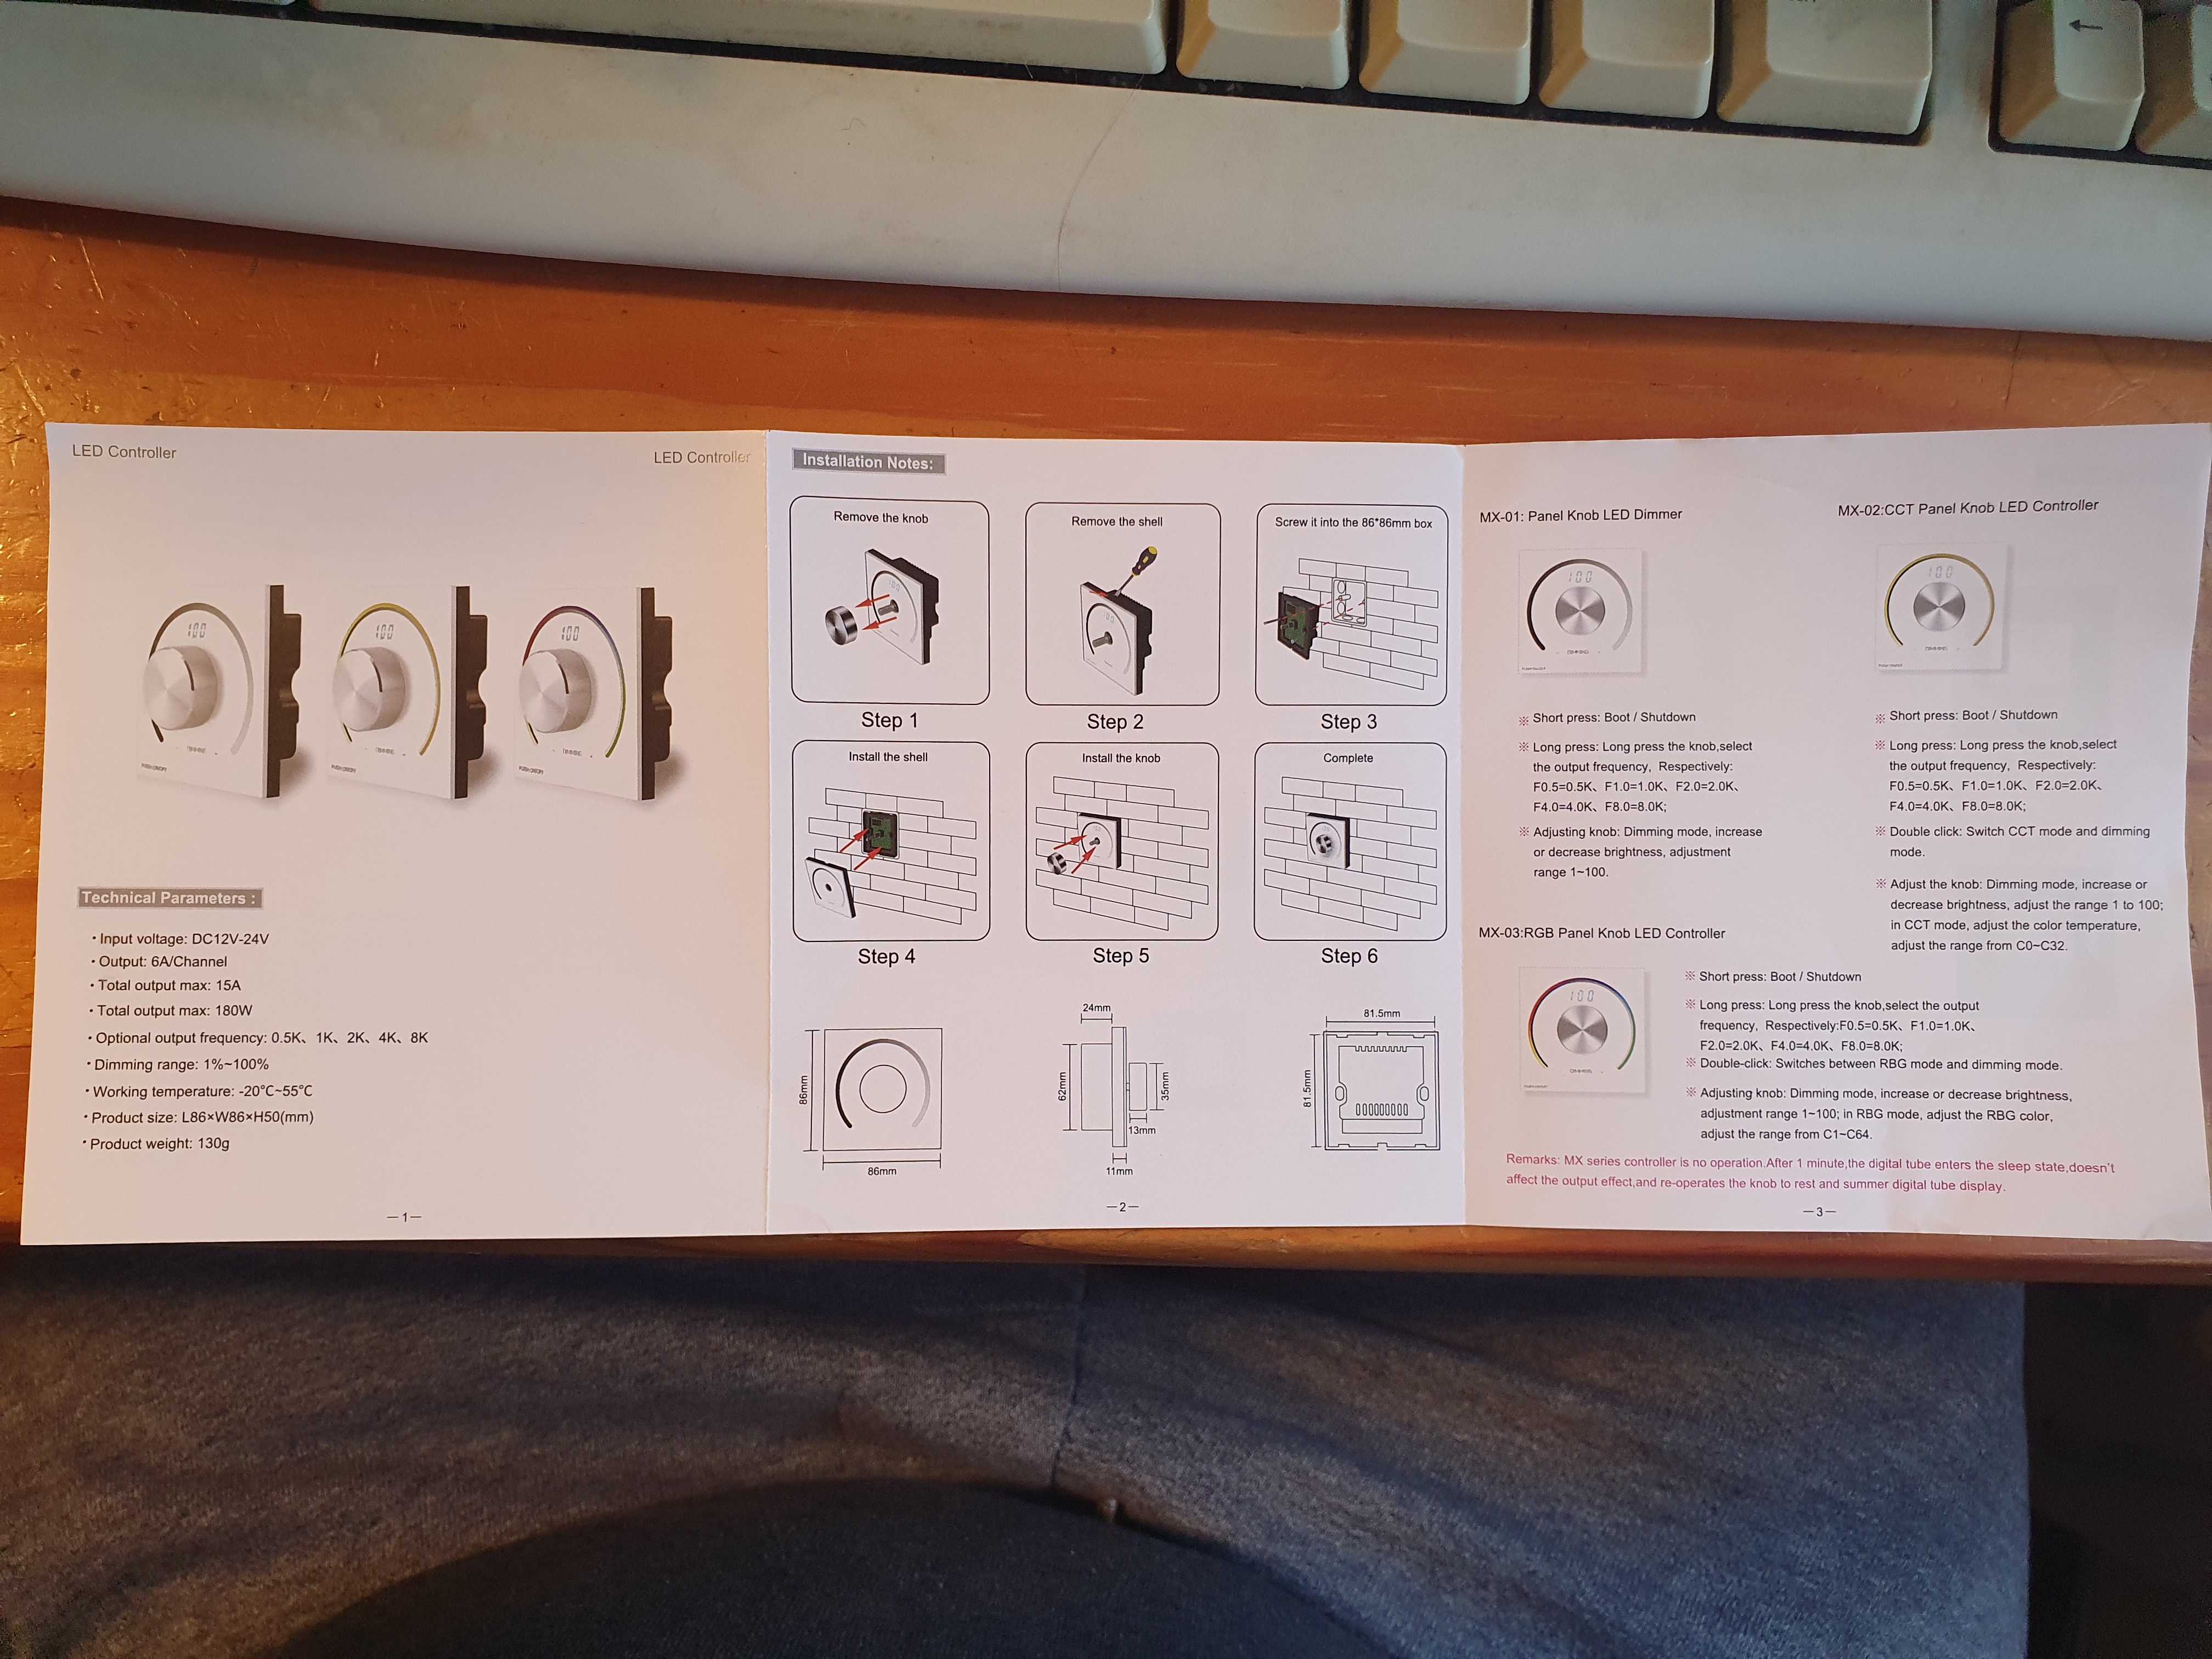 LED Controller
LED Controller
100
100
100
Technical Parameters :
• Input voltage: DC12V-24V
• Output: 6A/Channel
• Total output max: 15A
• Total output max: 180W
• Optional output frequency: 0.5K、1K、2K、4K、8K
• Dimming range: 1%~100%
• Working temperature: -20°C~55°C
• Product size: L86×W86×H50(mm)
• Product weight: 130g
—1—
Installation Notes:
Remove the knob
Step 1
Remove the shell
Step 2
Screw it into the 86*86mm box
Step 3
Install the shell
Step 4
Install the knob
Step 5
Complete
Step 6
86mm
86mm
62mm
24mm
11mm
13mm
35mm
81.5mm
81.5mm
—2—
MX-01: Panel Knob LED Dimmer
100
※ Short press: Boot / Shutdown
※ Long press: Long press the knob,select
the output frequency, Respectively:
F0.5=0.5K、F1.0=1.0K、F2.0=2.0K、
F4.0=4.0K、F8.0=8.0K;
※ Adjusting knob: Dimming mode, increase
or decrease brightness, adjustment
range 1~100.
MX-02:CCT Panel Knob LED Controller
100
※ Short press: Boot / Shutdown
※ Long press: Long press the knob,select
the output frequency, Respectively:
F0.5=0.5K、F1.0=1.0K、F2.0=2.0K、
F4.0=4.0K、F8.0=8.0K;
※ Double click: Switch CCT mode and dimming
mode.
※ Adjust the knob: Dimming mode, increase or
decrease brightness, adjust the range 1 to 100;
in CCT mode, adjust the color temperature,
adjust the range from C0~C32.
MX-03:RGB Panel Knob LED Controller
100
※ Short press: Boot / Shutdown
※ Long press: Long press the knob,select the output
frequency, Respectively:F0.5=0.5K、F1.0=1.0K、
F2.0=2.0K、F4.0=4.0K、F8.0=8.0K;
※ Double-click: Switches between RBG mode and dimming mode.
※ Adjusting knob: Dimming mode, increase or decrease brightness,
adjustment range 1~100; in RBG mode, adjust the RBG color,
adjust the range from C1~C64.
Remarks: MX series controller is no operation.After 1 minute,the digital tube enters the sleep state,doesn't
affect the output effect,and re-operates the knob to rest and summer digital tube display.
—3—